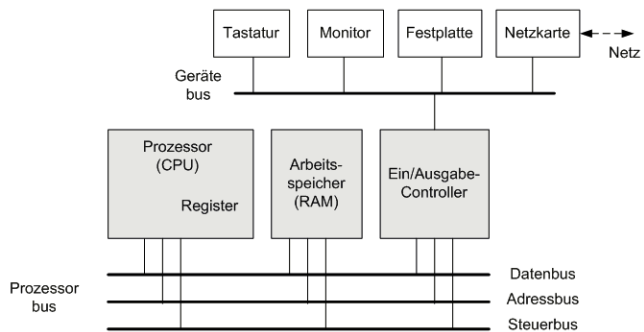 Tastatur
Monitor
Festplatte
Netzkarte
Netz
Geräte
bus
Prozessor
(CPU)
Register
Arbeits-
speicher
(RAM)
Ein/Ausgabe-
Controller
Prozessor
bus
Datenbus
Adressbus
Steuerbus